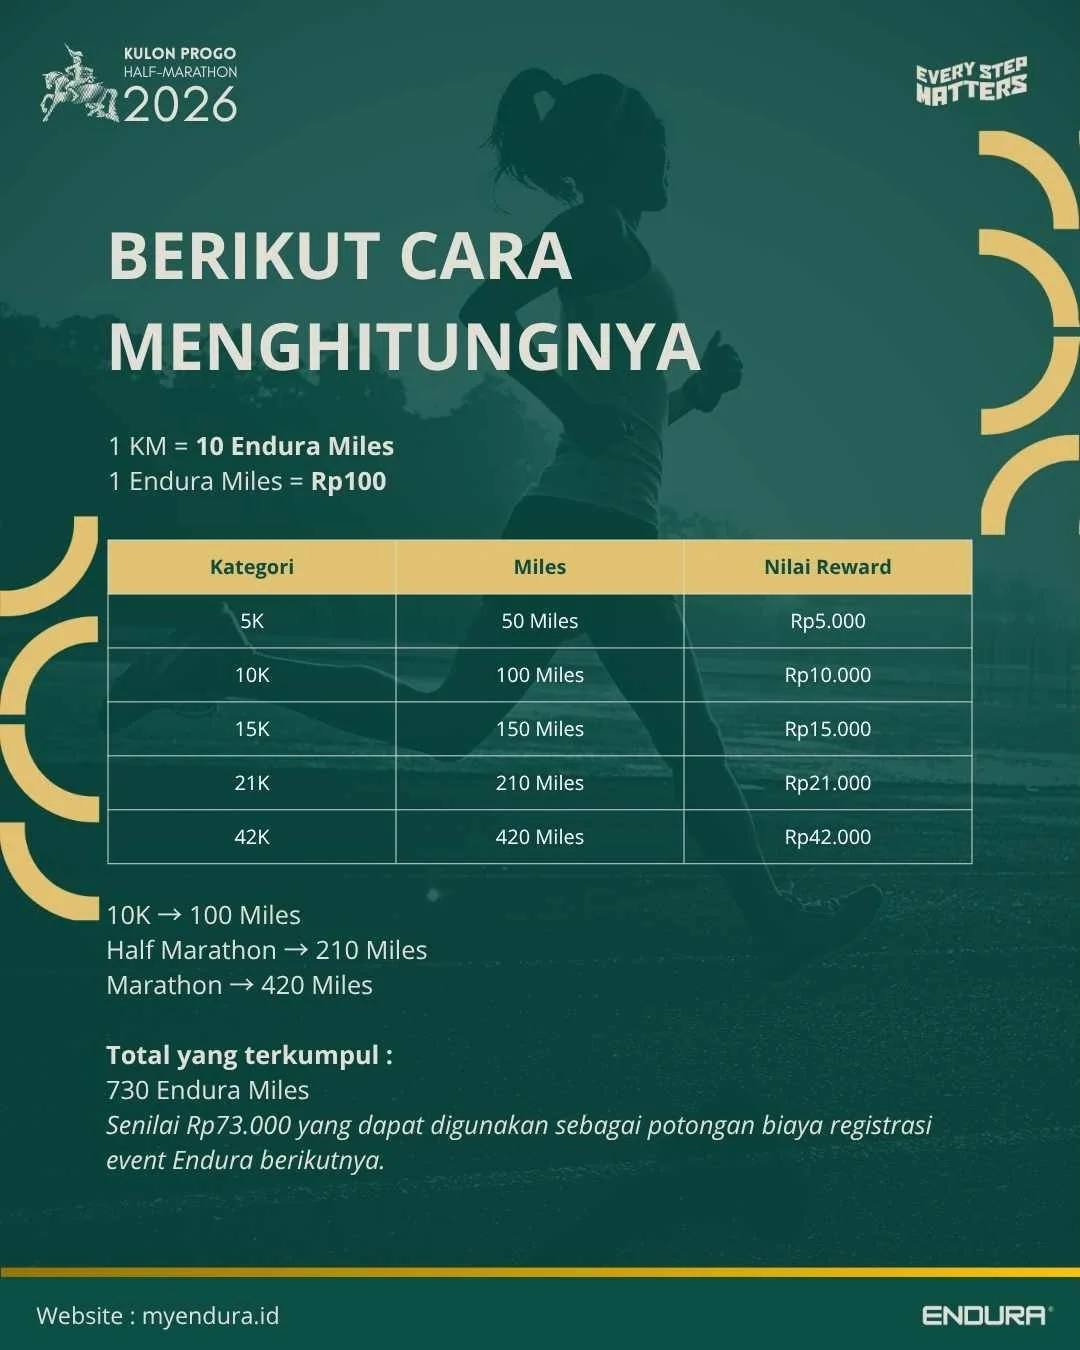 KULON PROGO
HALF-MARATHON
2026
EVERY STEP
MATTERS
BERIKUT CARA
MENGHITUNGNYA
1 KM = 10 Endura Miles
1 Endura Miles = Rp100
Kategori Miles Nilai Reward
5K 50 Miles Rp5.000
10K 100 Miles Rp10.000
15K 150 Miles Rp15.000
21K 210 Miles Rp21.000
42K 420 Miles Rp42.000
10K → 100 Miles
Half Marathon → 210 Miles
Marathon → 420 Miles
Total yang terkumpul :
730 Endura Miles
Senilai Rp73.000 yang dapat digunakan sebagai potongan biaya registrasi
event Endura berikutnya.
Website : myendura.id
ENDURA®